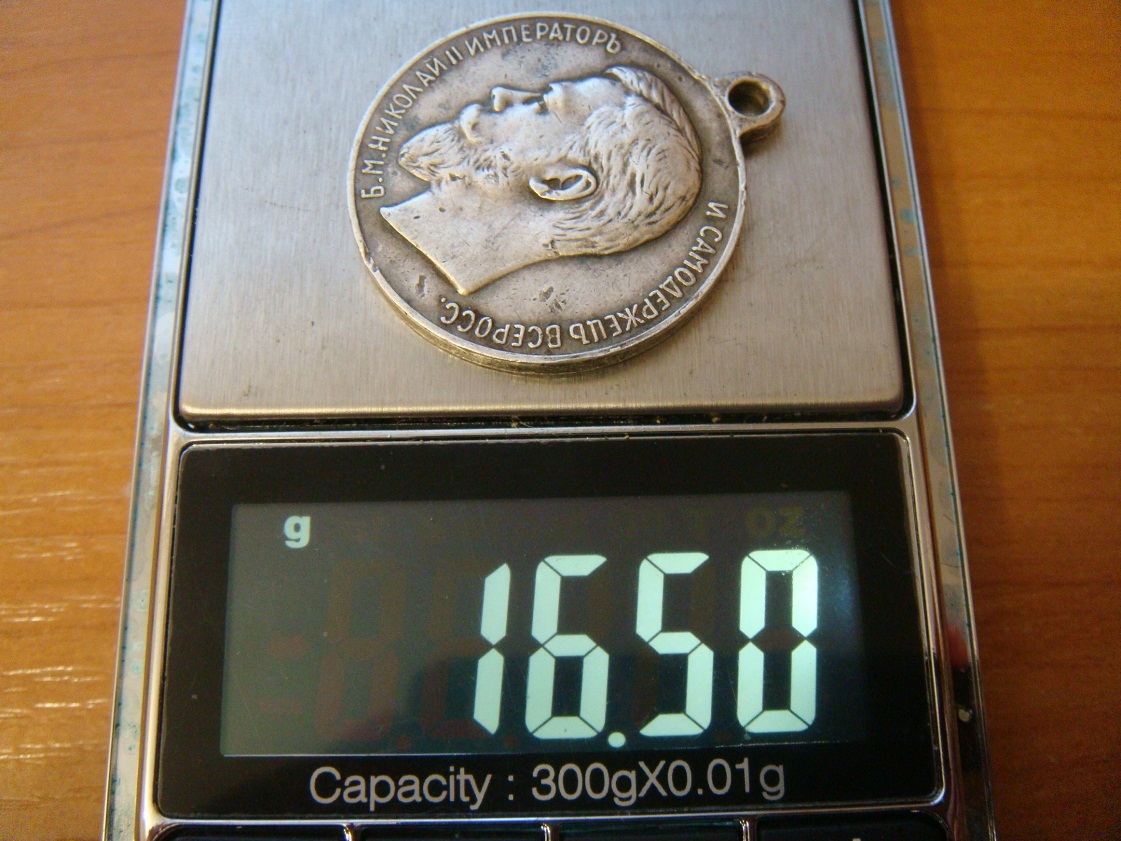 Б.М.НИКОЛАЙ II ИМПЕРАТОРЪ
И САМОДЕРЖЕЦЪ ВСЕРОСС.
g
16.50
Capacity : 300gX0.01g